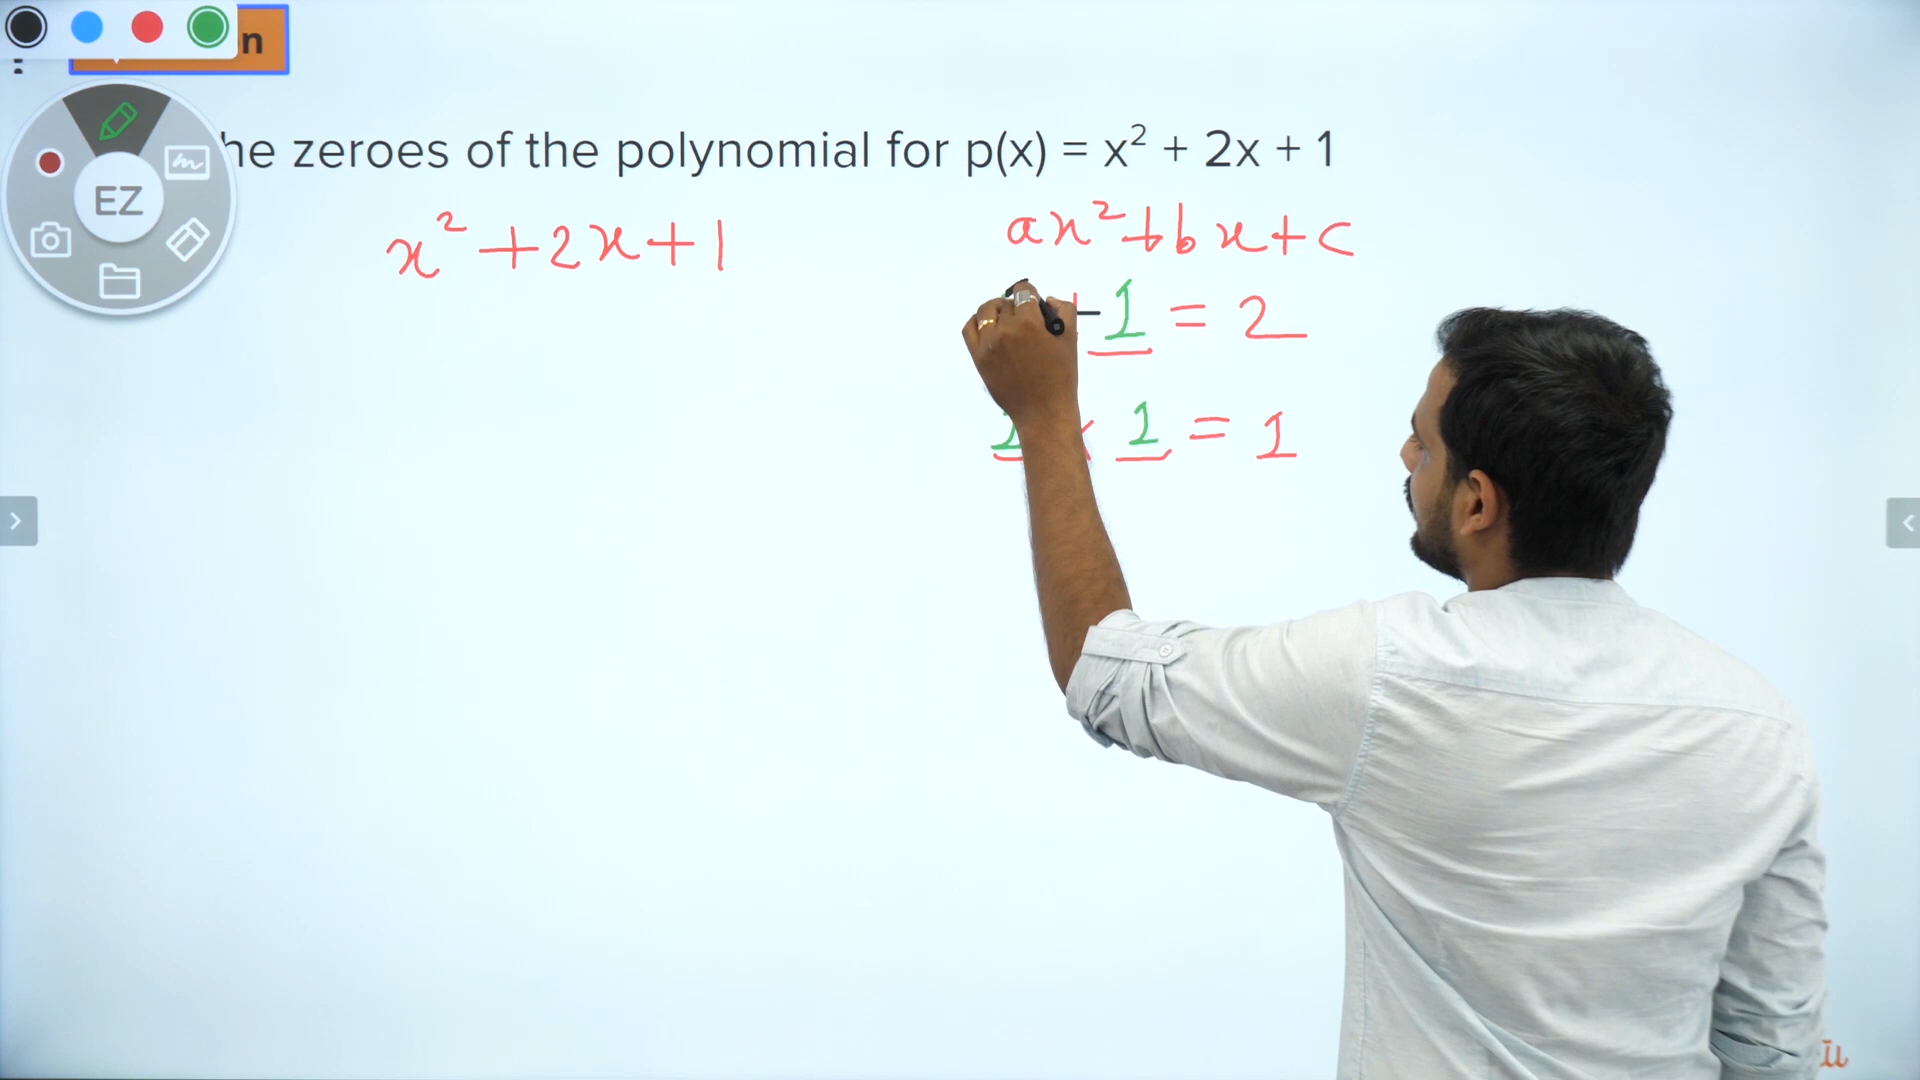 n
EZ
he zeroes of the polynomial for p(x) = x² + 2x + 1
x² + 2x + 1
ax² + bx + c
1 = 2
1 × 1 = 1